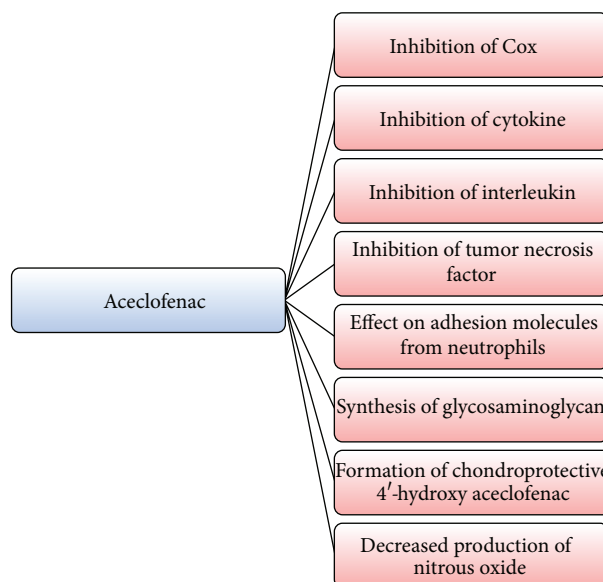 Inhibition of Cox
Inhibition of cytokine
Inhibition of interleukin
Inhibition of tumor necrosis
factor
Aceclofenac
Effect on adhesion molecules
from neutrophils
Synthesis of glycosaminoglycan
Formation of chondroprotective
4′-hydroxy aceclofenac
Decreased production of
nitrous oxide